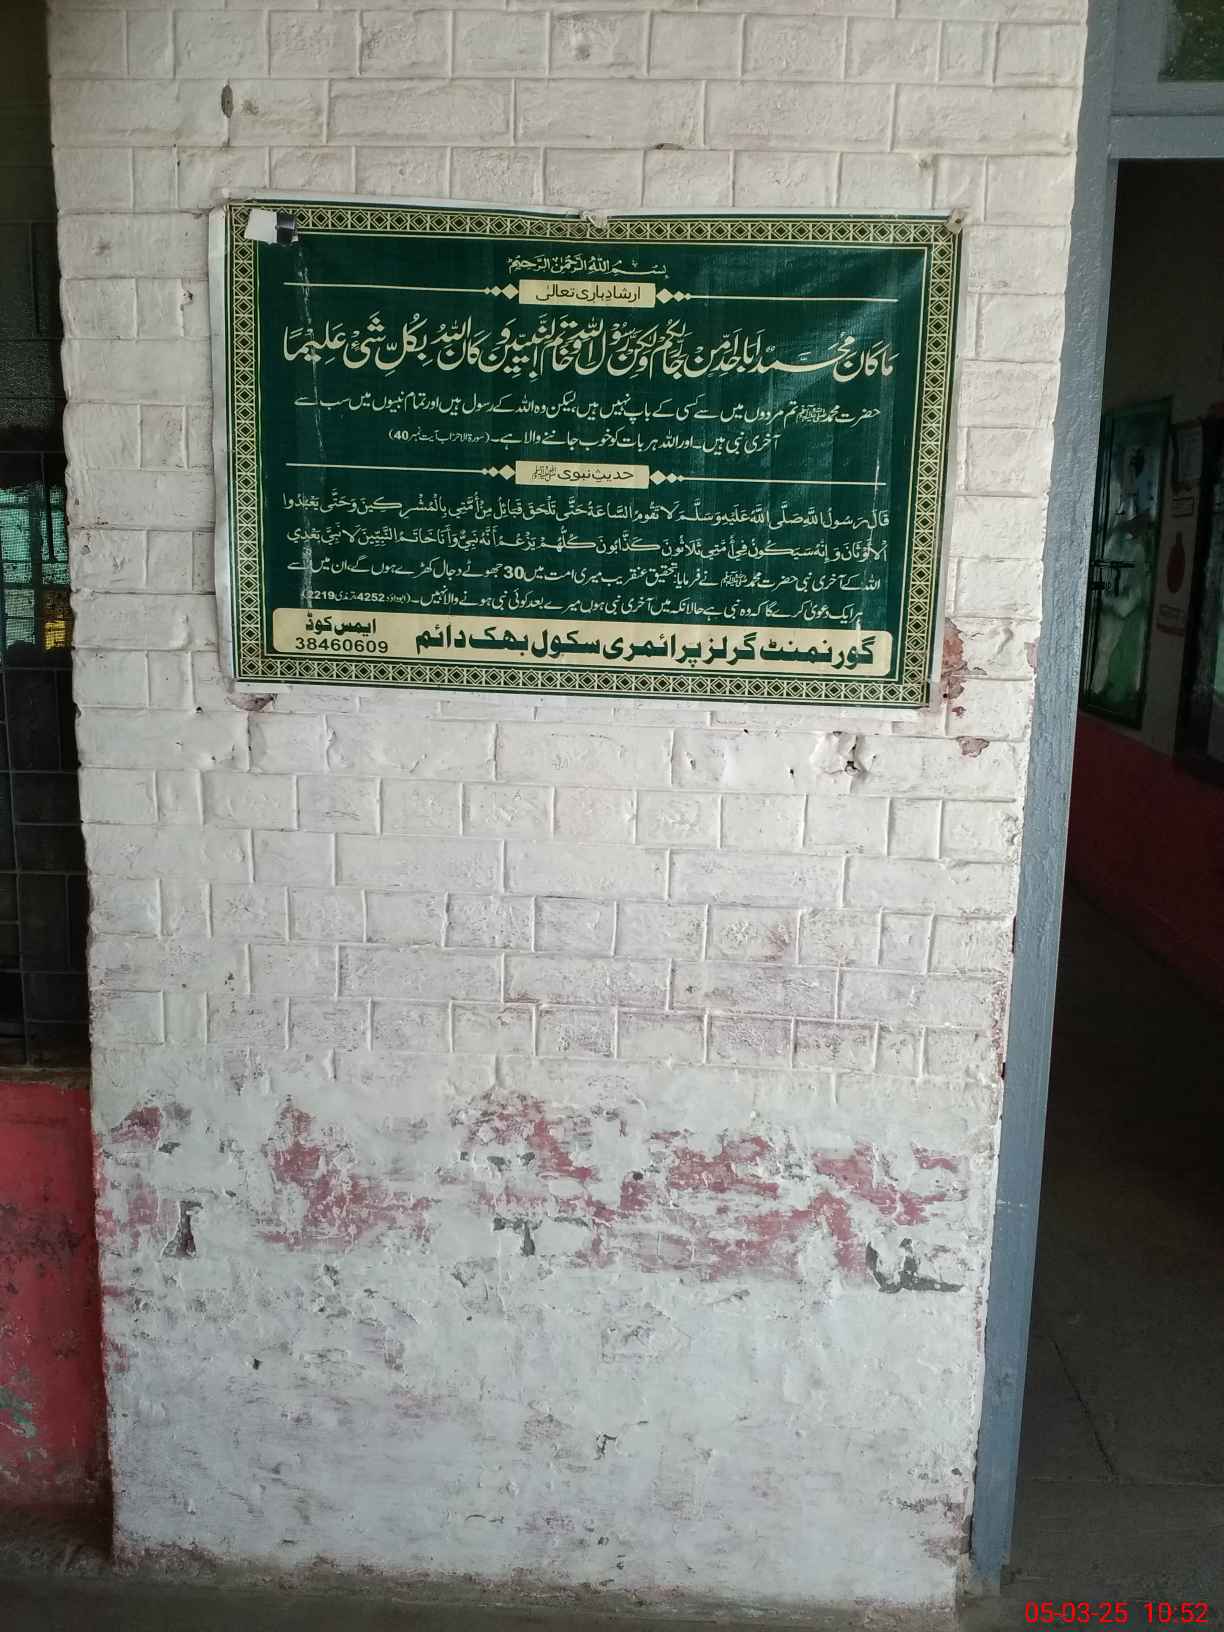 بسم الله الرحمن الرحیم
ارشادِباری تعالیٰ
مَا کَانَ مُحَمَّدٌ اَبَا اَحَدٍ مِّنْ رِّجَالِکُمْ وَلٰکِنْ رَّسُوْلَ اللّٰهِ وَخَاتَمَ النَّبِیّٖنَ وَکَانَ اللّٰهُ بِکُلِّ شَیْءٍ عَلِیْمًا
حضرت محمد ﷺ تم مردوں میں سے کسی کے باپ نہیں ہیں، لیکن وہ اللہ کے رسول ہیں اور تمام نبیوں میں سب سے
آخری نبی ہیں۔ اور اللہ ہر بات کو خوب جاننے والا ہے۔ (سورۃ الاحزاب آیت نمبر 40)
حدیثِ نبوی ﷺ
قَالَ رَسُولُ اللَّهِ صَلَّى اللَّهُ عَلَيْهِ وَسَلَّمَ لَا تَقُومُ السَّاعَةُ حَتَّى تَلْحَقَ قَبَائِلُ مِنْ أُمَّتِي بِالْمُشْرِكِينَ وَحَتَّى يَعْبُدُوا
الْأَوْثَانَ وَإِنَّهُ سَيَكُونُ فِي أُمَّتِي ثَلَاثُونَ كَذَّابُونَ كُلُّهُمْ يَزْعُمُ أَنَّهُ نَبِيٌّ وَأَنَا خَاتَمُ النَّبِيِّينَ لَا نَبِيَّ بَعْدِي
اللہ کے آخری نبی حضرت محمد ﷺ نے فرمایا: تحقیق عنقریب میری امت میں 30 جھوٹے دجال کھڑے ہوں گے، ان میں سے
ہر ایک دعویٰ کرے گا کہ وہ نبی ہے حالانکہ میں آخری نبی ہوں میرے بعد کوئی نبی ہونے والا نہیں۔ (ابوداؤد 4252، ترمذی 2219)
گورنمنٹ گرلز پرائمری سکول بھک دائم
ایمس کوڈ
38460609
05-03-25 10:52